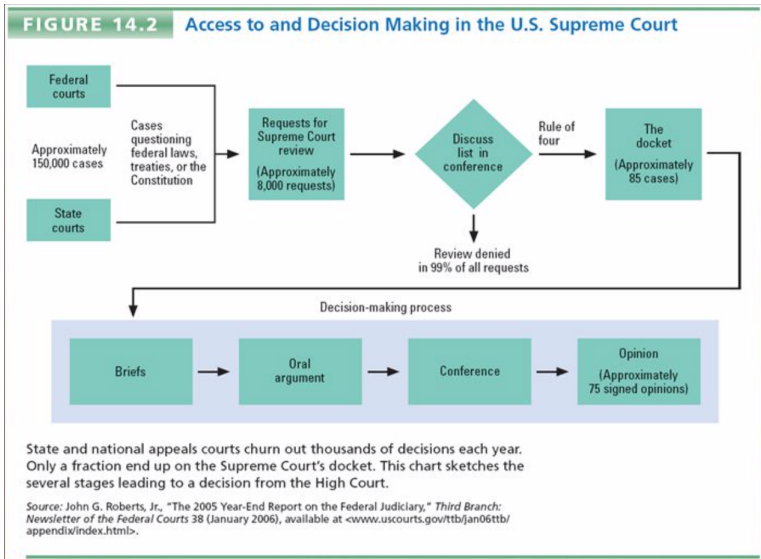 FIGURE 14.2 Access to and Decision Making in the U.S. Supreme Court
Federal
courts
Approximately
150,000 cases
State
courts
Cases
questioning
federal laws,
treaties, or the
Constitution
Requests for
Supreme Court
review
(Approximately
8,000 requests)
Discuss
list in
conference
Rule of
four
The
docket
(Approximately
85 cases)
Review denied
in 99% of all requests
Decision-making process
Briefs
Oral
argument
Conference
Opinion
(Approximately
75 signed opinions)
State and national appeals courts churn out thousands of decisions each year.
Only a fraction end up on the Supreme Court's docket. This chart sketches the
several stages leading to a decision from the High Court.
Source: John G. Roberts, Jr., "The 2005 Year-End Report on the Federal Judiciary," Third Branch:
Newsletter of the Federal Courts 38 (January 2006), available at <www.uscourts.gov/ttb/jan06ttb/
appendix/index.html>.